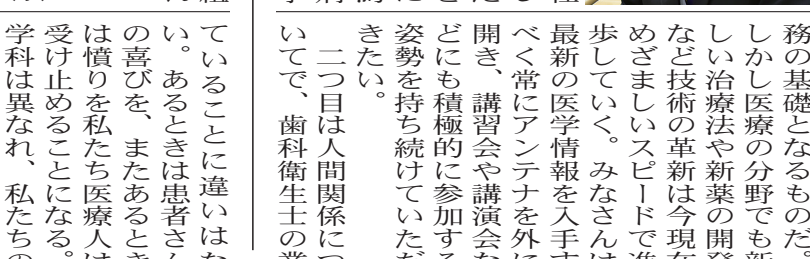 務の基礎となるものだ。
しかし医療の分野でも新
しい治療法や新薬の開発
など技術の革新は今現在
めざましいスピードで進
歩していく。みなさんは
最新の医学情報を入手す
べく常にアンテナを外に
開き、講習会や講演会な
どにも積極的に参加する
姿勢を持ち続けていただ
きたい。
二つ目は人間関係につ
いてで、歯科衛生士の業
ていることに違いはな
い。あるときは患者さん
の喜びを、またあるとき
は憤りを私たち医療人は
受け止めることになる。
学科は異なれ、私たちの